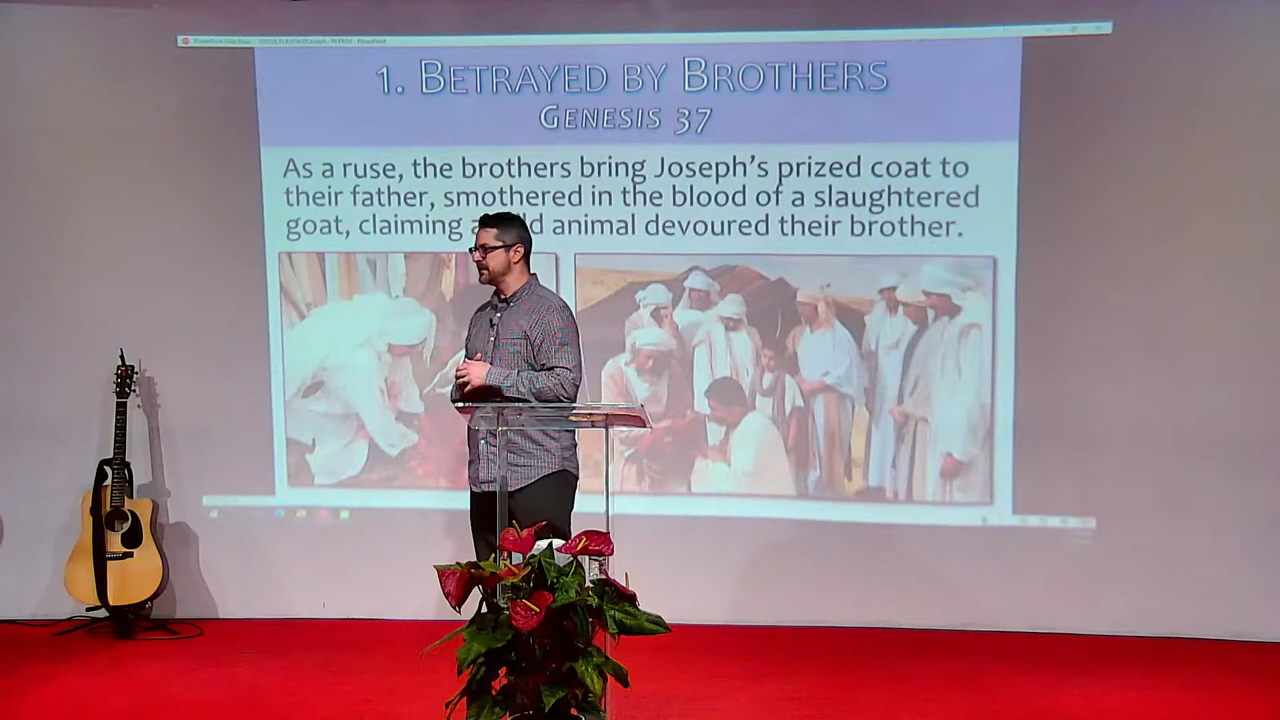 1. BETRAYED BY BROTHERS
GENESIS 37
As a ruse, the brothers bring Joseph's prized coat to
their father, smothered in the blood of a slaughtered
goat, claiming a animal devoured their brother.